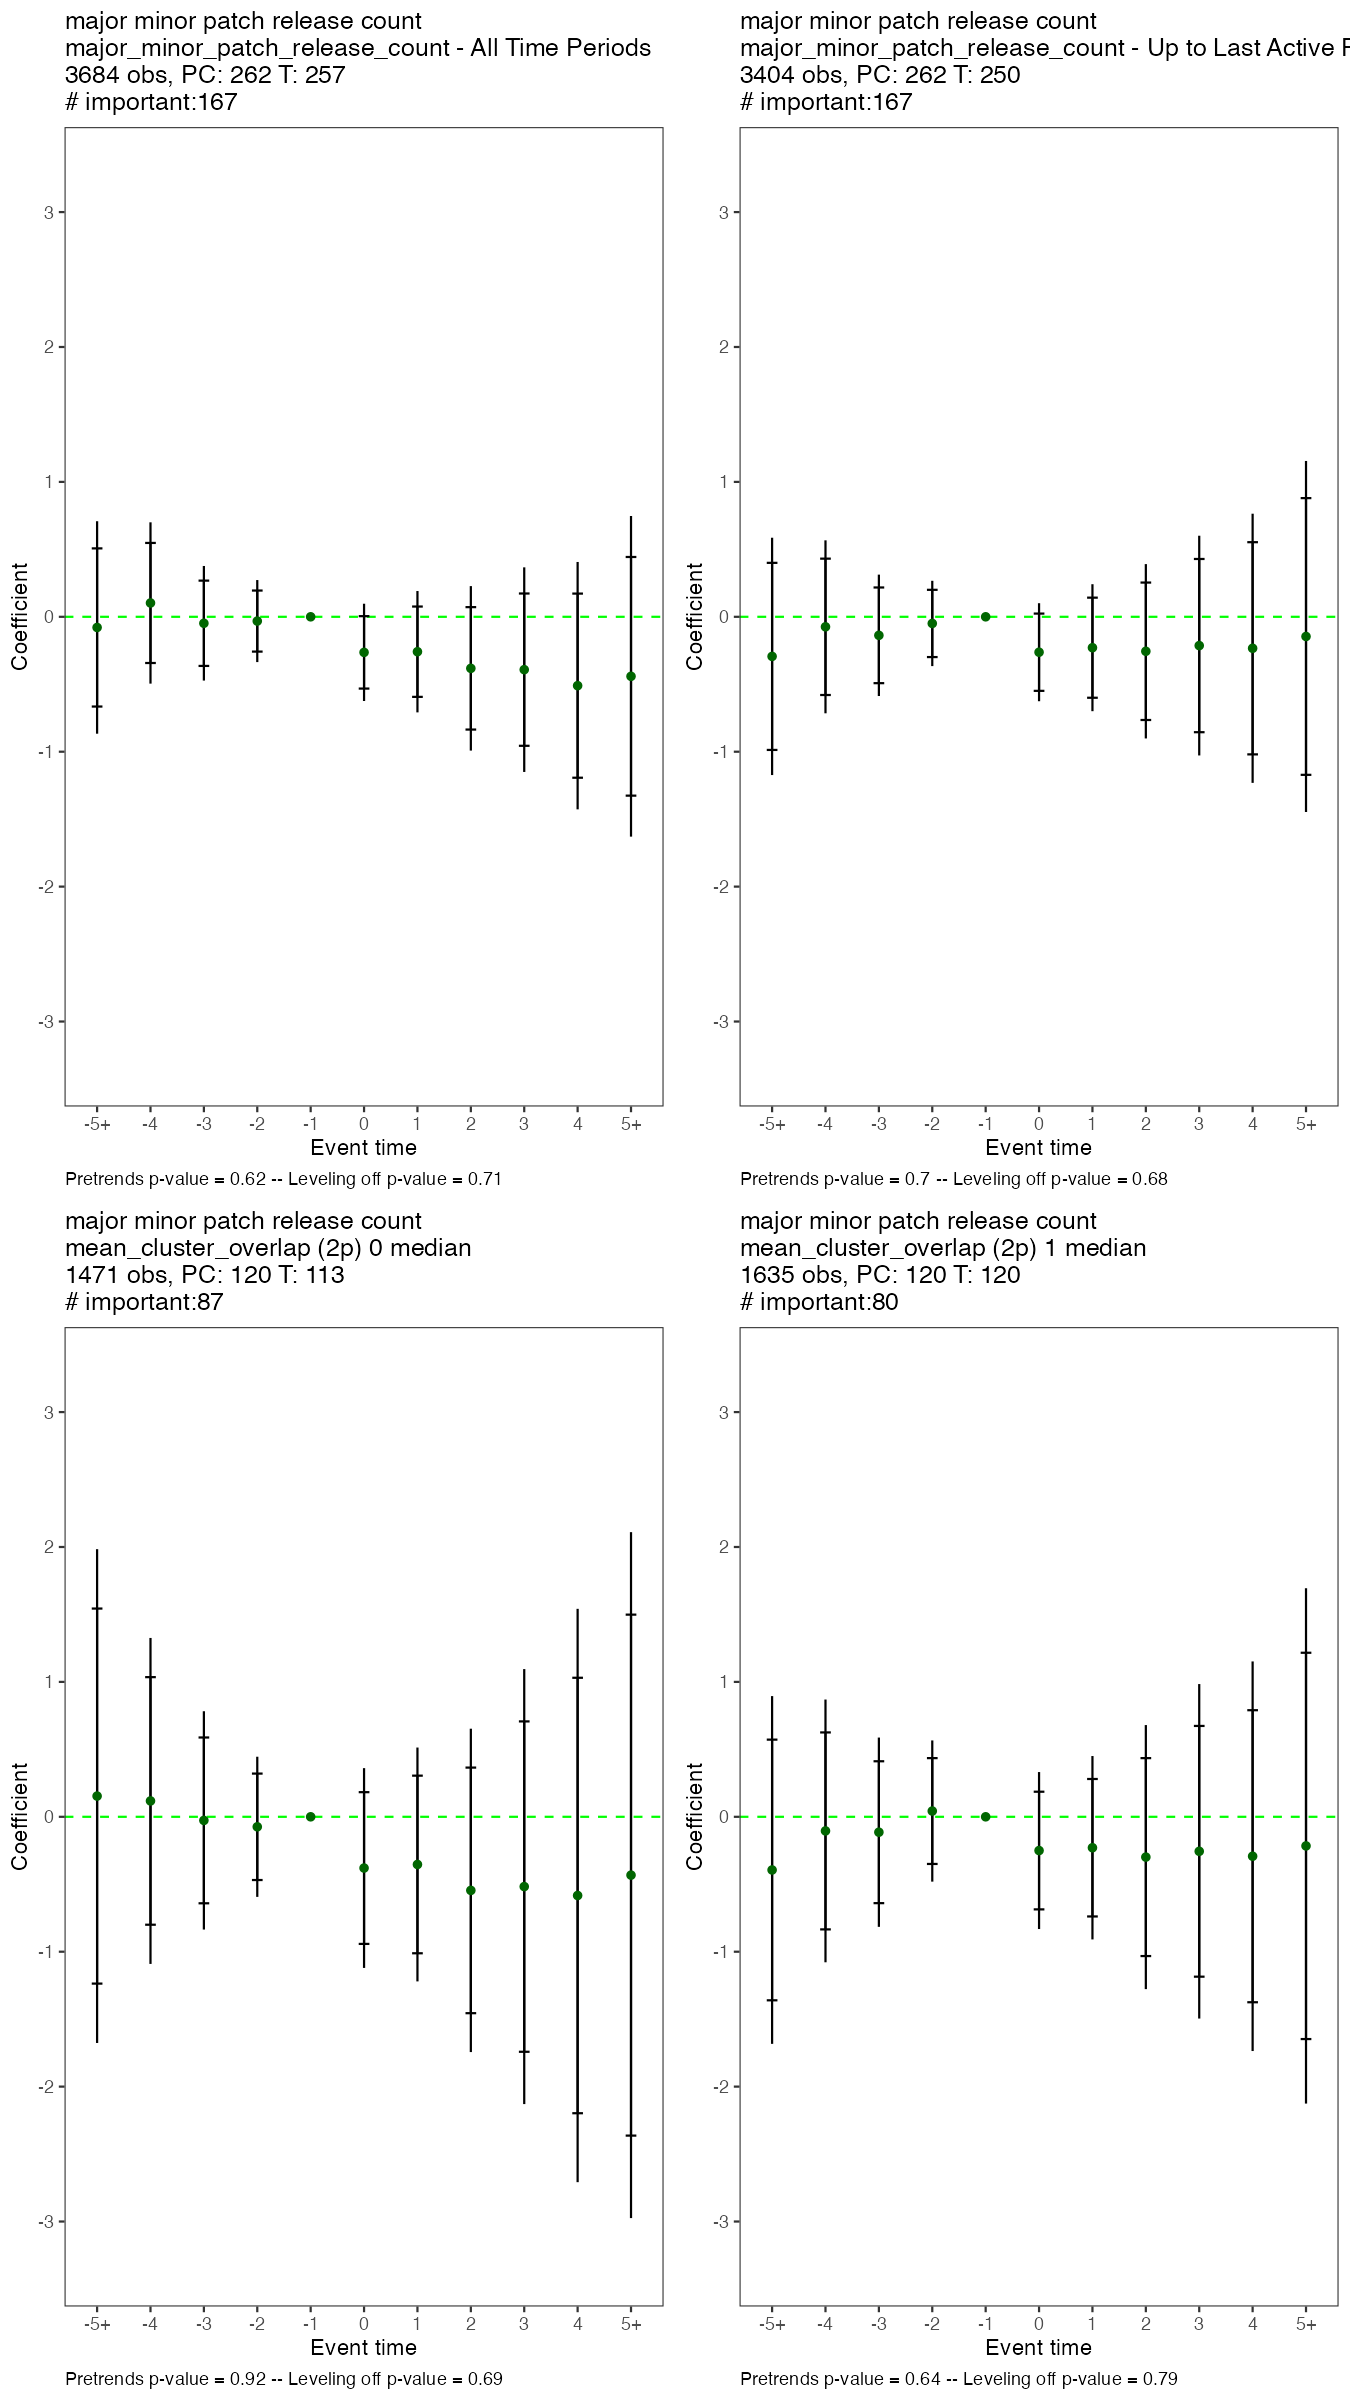 major minor patch release count
major_minor_patch_release_count - All Time Periods
3684 obs, PC: 262 T: 257
# important:167
3
2
1
0
-1
-2
-3
Coefficient
-5+ -4 -3 -2 -1 0 1 2 3 4 5+
Event time
Pretrends p-value = 0.62 -- Leveling off p-value = 0.71
major minor patch release count
major_minor_patch_release_count - Up to Last Active
3404 obs, PC: 262 T: 250
# important:167
3
2
1
0
-1
-2
-3
Coefficient
-5+ -4 -3 -2 -1 0 1 2 3 4 5+
Event time
Pretrends p-value = 0.7 -- Leveling off p-value = 0.68
major minor patch release count
mean_cluster_overlap (2p) 0 median
1471 obs, PC: 120 T: 113
# important:87
3
2
1
0
-1
-2
-3
Coefficient
-5+ -4 -3 -2 -1 0 1 2 3 4 5+
Event time
Pretrends p-value = 0.92 -- Leveling off p-value = 0.69
major minor patch release count
mean_cluster_overlap (2p) 1 median
1635 obs, PC: 120 T: 120
# important:80
3
2
1
0
-1
-2
-3
Coefficient
-5+ -4 -3 -2 -1 0 1 2 3 4 5+
Event time
Pretrends p-value = 0.64 -- Leveling off p-value = 0.79